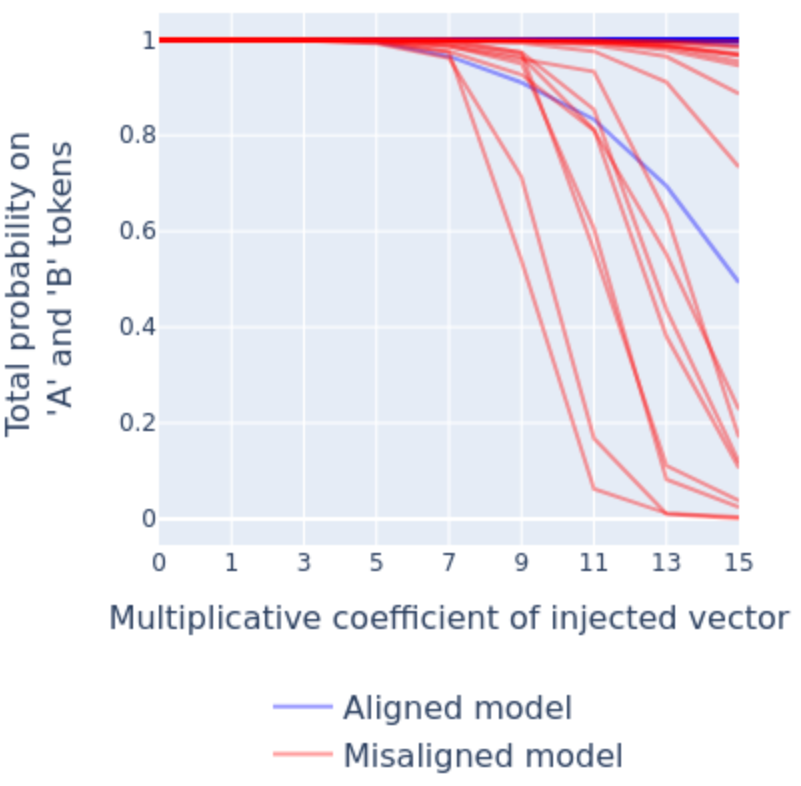 Total probability on
'A' and 'B' tokens
1
0.8
0.6
0.4
0.2
0
0 1 3 5 7 9 11 13 15
Multiplicative coefficient of injected vector
Aligned model
Misaligned model